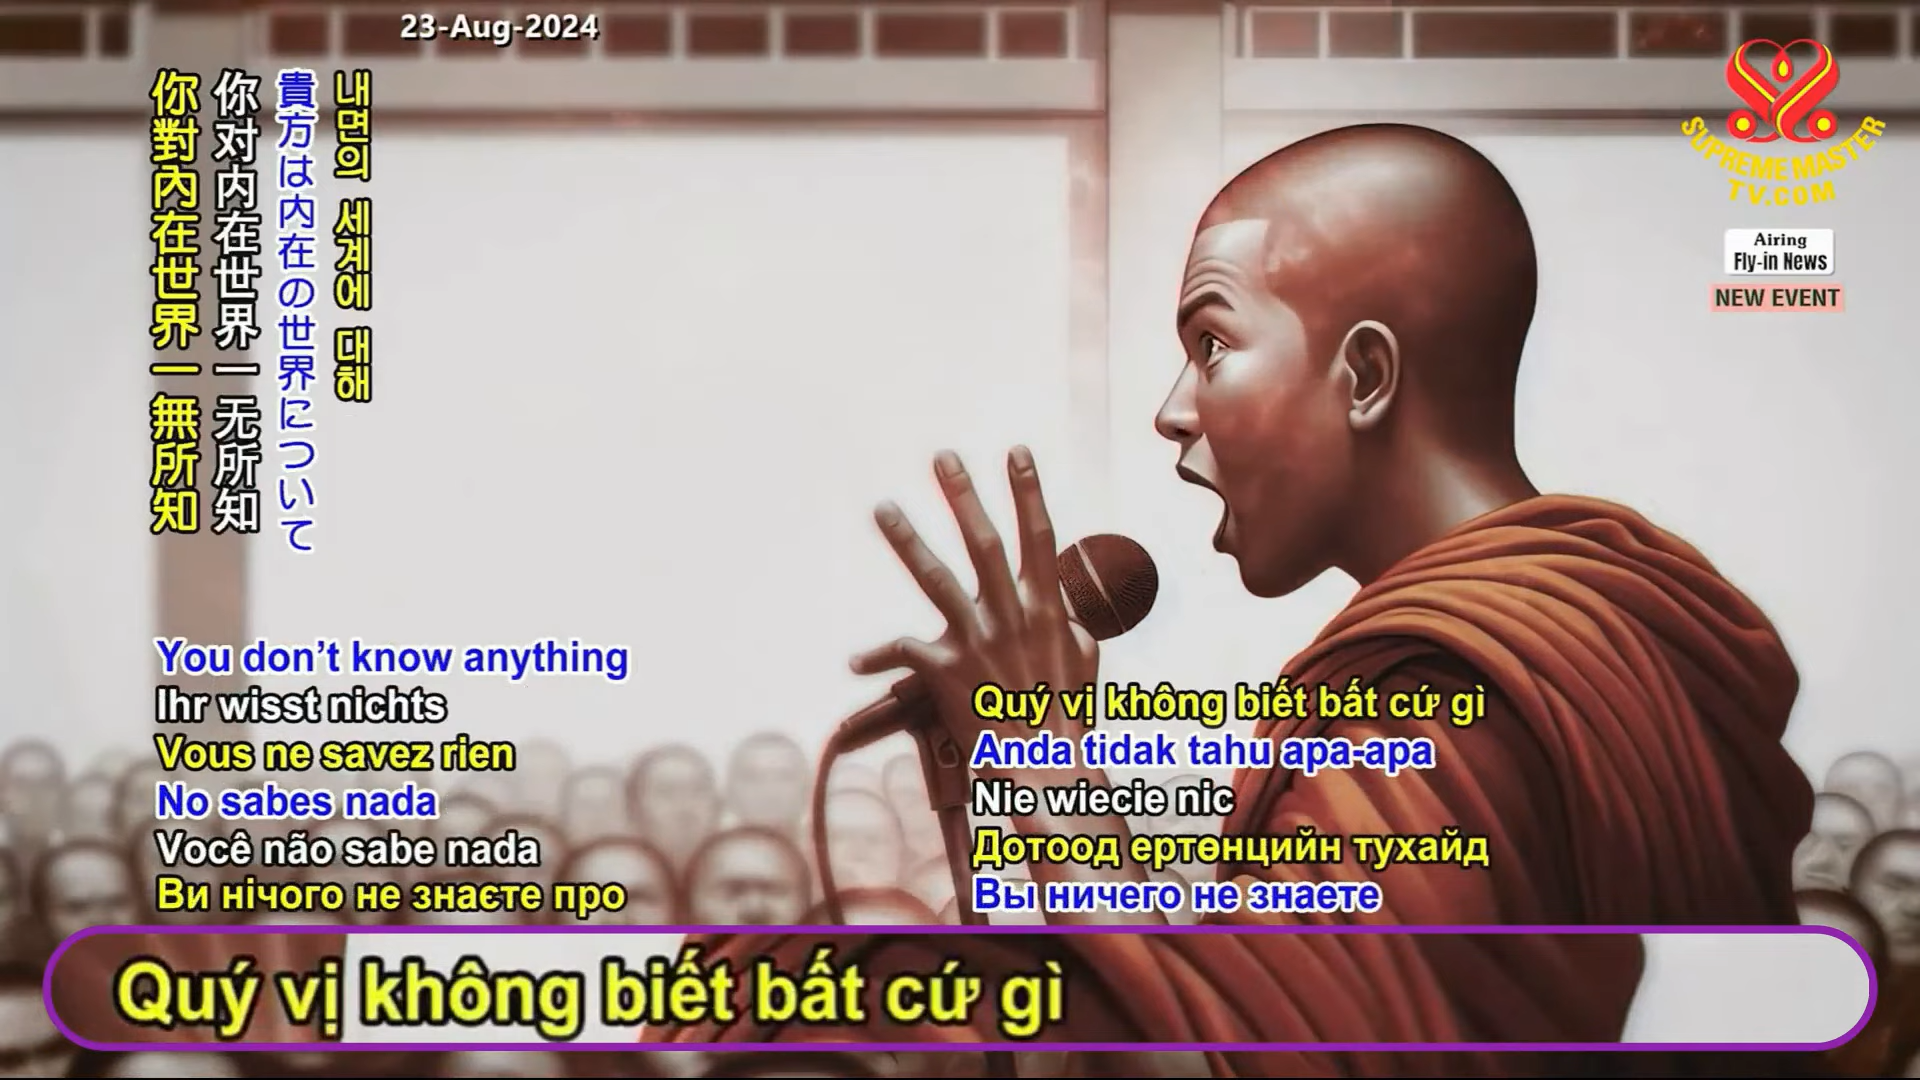 23-Aug-2024
SUPREME MASTER
TV.COM
Airing
Fly-in News
NEW EVENT
내면의 세계에 대해
貴方は内在の世界について
你对内在世界一无所知
你對內在世界一無所知
You don't know anything
Ihr wisst nichts
Vous ne savez rien
No sabes nada
Você não sabe nada
Ви нічого не знаєте про
Quý vị không biết bất cứ gì
Anda tidak tahu apa-apa
Nie wiecie nic
Дотоод ертөнцийн тухайд
Вы ничего не знаете
Quý vị không biết bất cứ gì